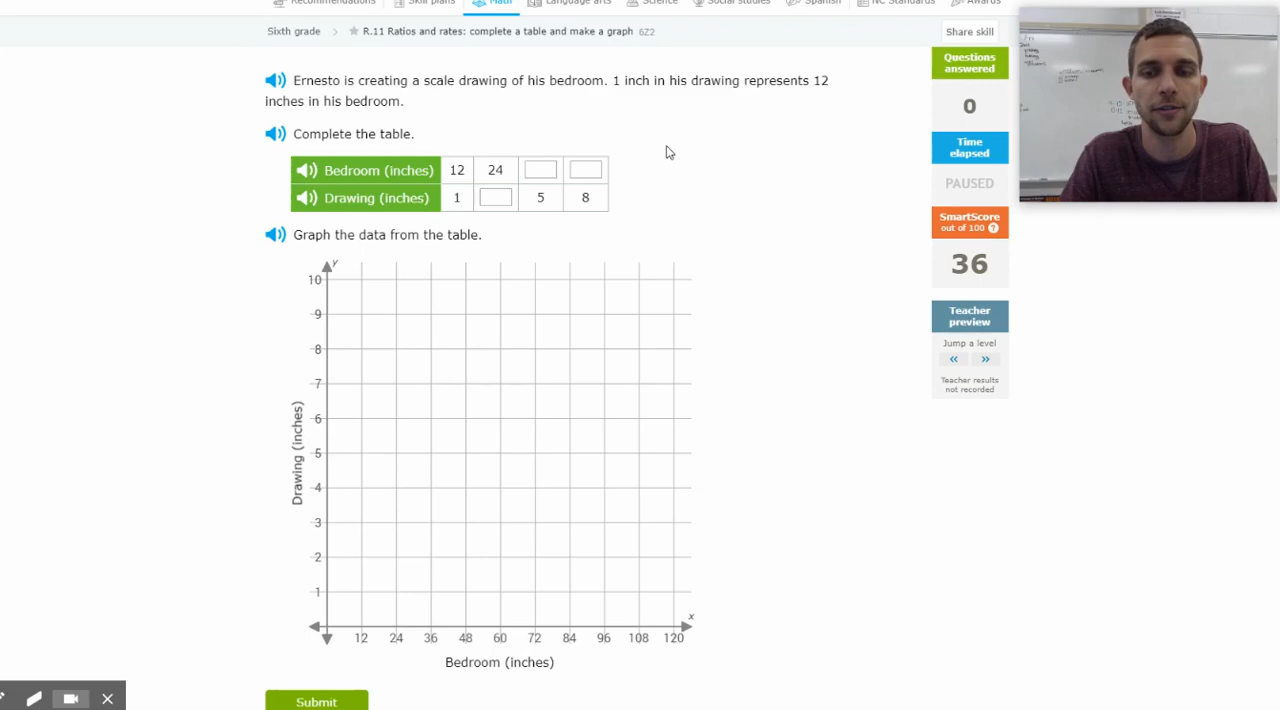 Recommendations Skill plans Math Language arts Science Social studies Spanish NC Standards Awards
Sixth grade > R.11 Ratios and rates: complete a table and make a graph 6Z2
Share skill
Ernesto is creating a scale drawing of his bedroom. 1 inch in his drawing represents 12
inches in his bedroom.
Complete the table.
Bedroom (inches) 12 24
Drawing (inches) 1 5 8
Graph the data from the table.
y
10
9
8
7
6
5
4
3
2
1
Drawing (inches)
x
12 24 36 48 60 72 84 96 108 120
Bedroom (inches)
Submit
Questions
answered
0
Time
elapsed
PAUSED
SmartScore
out of 100 ?
36
Teacher
preview
Jump a level
« »
Teacher results
not recorded